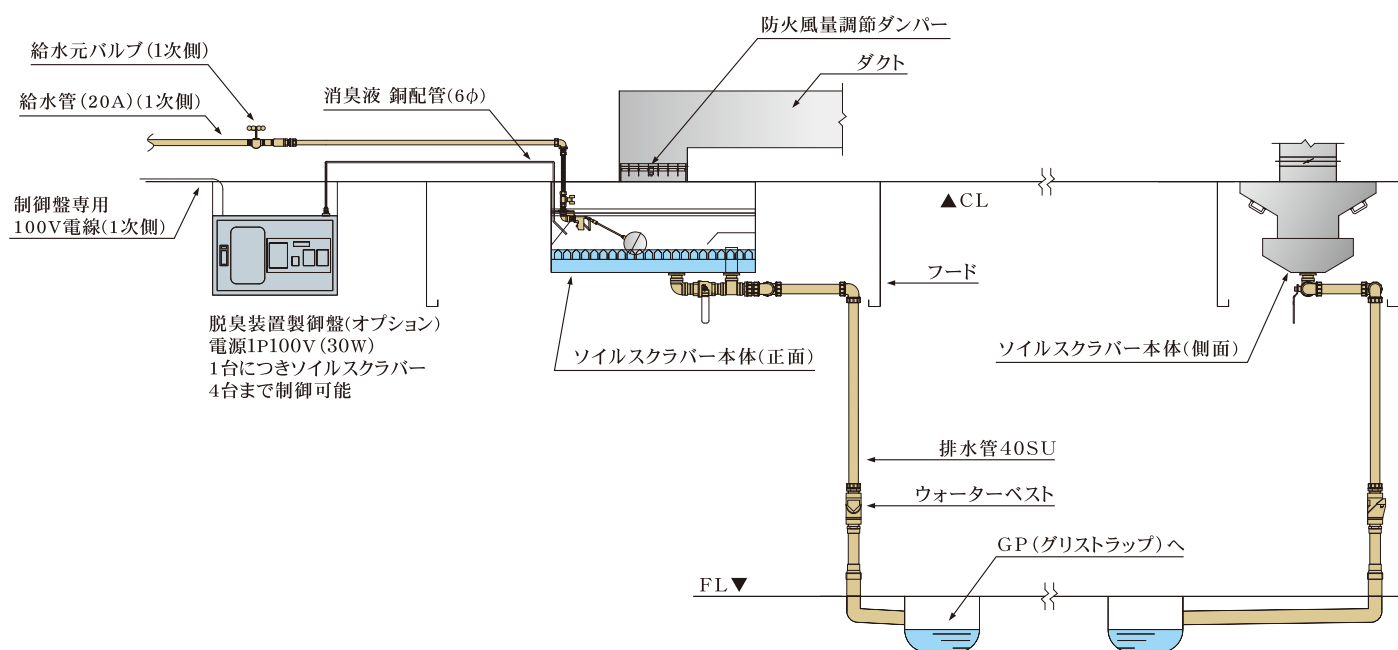 防火風量調節ダンパー
給水元バルブ(1次側)
ダクト
給水管(20A)(1次側)
消臭液 銅配管(6φ)
制御盤専用
100V電線(1次側)
▲CL
フード
脱臭装置製御盤(オプション)
電源1P100V(30W)
1台につきソイルスクラバー
4台まで制御可能
ソイルスクラバー本体(正面)
ソイルスクラバー本体(側面)
排水管40SU
ウォーターベスト
GP(グリストラップ)へ
FL▼